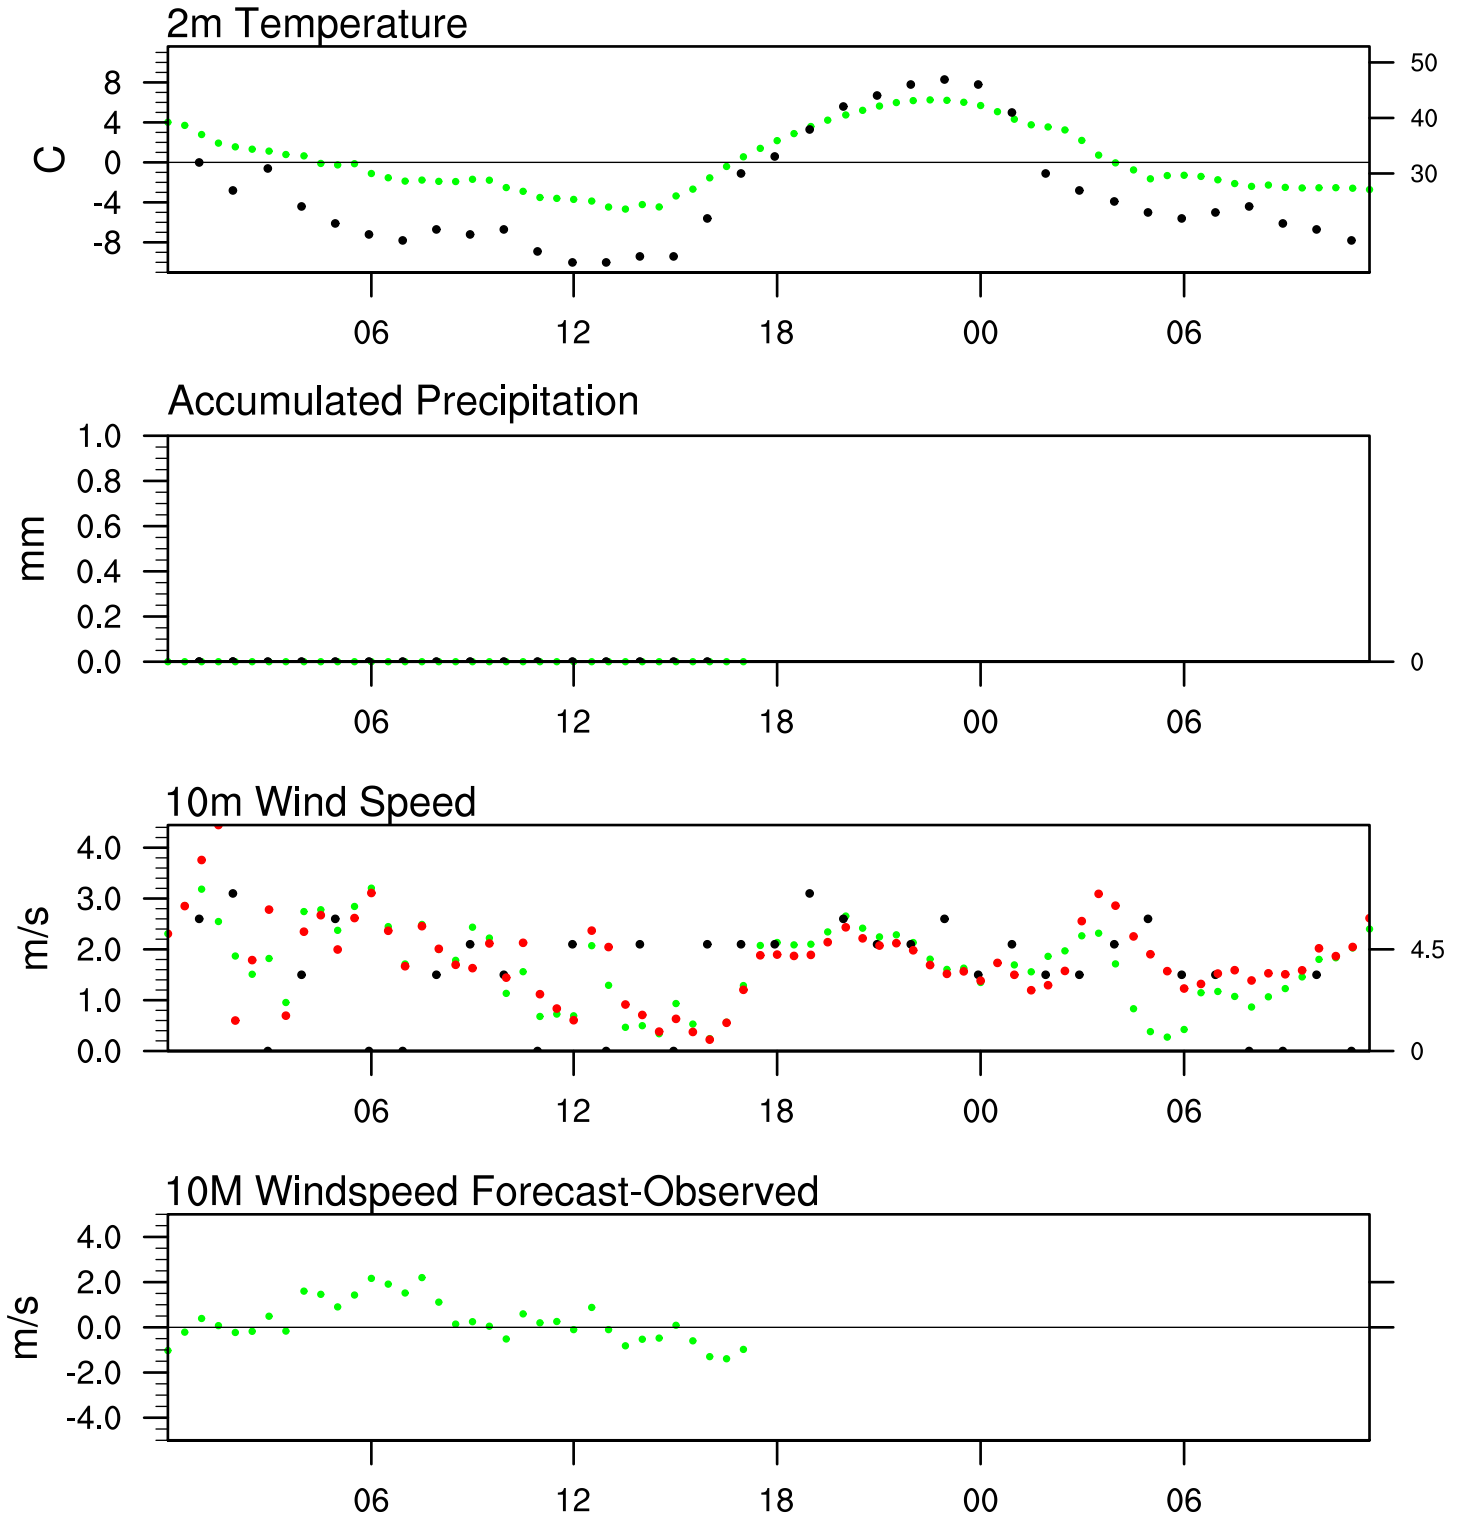 2m Temperature
8
4
0
-4
-8
C
50
40
30
06 12 18 00 06
Accumulated Precipitation
1.0
0.8
0.6
0.4
0.2
0.0
mm
0
06 12 18 00 06
10m Wind Speed
4.0
3.0
2.0
1.0
0.0
m/s
4.5
0
06 12 18 00 06
10M Windspeed Forecast-Observed
4.0
2.0
0.0
-2.0
-4.0
m/s
06 12 18 00 06